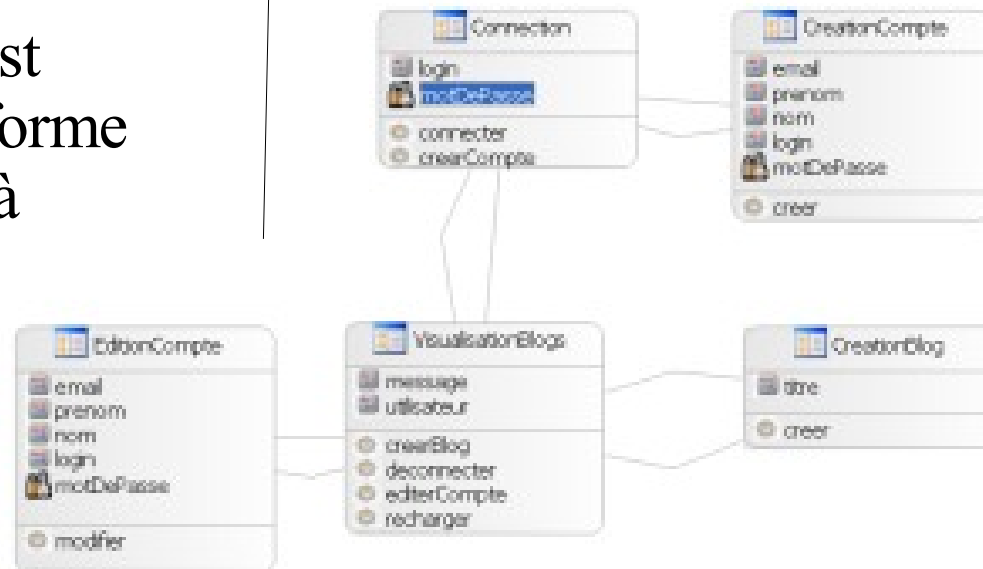 st
orme
à
Connection
login
motDePasse
connecter
creerCompte
CreationCompte
email
prenom
nom
login
motDePasse
creer
EditionCompte
email
prenom
nom
login
motDePasse
modifier
VisualisationBlogs
message
utilisateur
creerBlog
deconnecter
editerCompte
recharger
CreationBlog
titre
creer